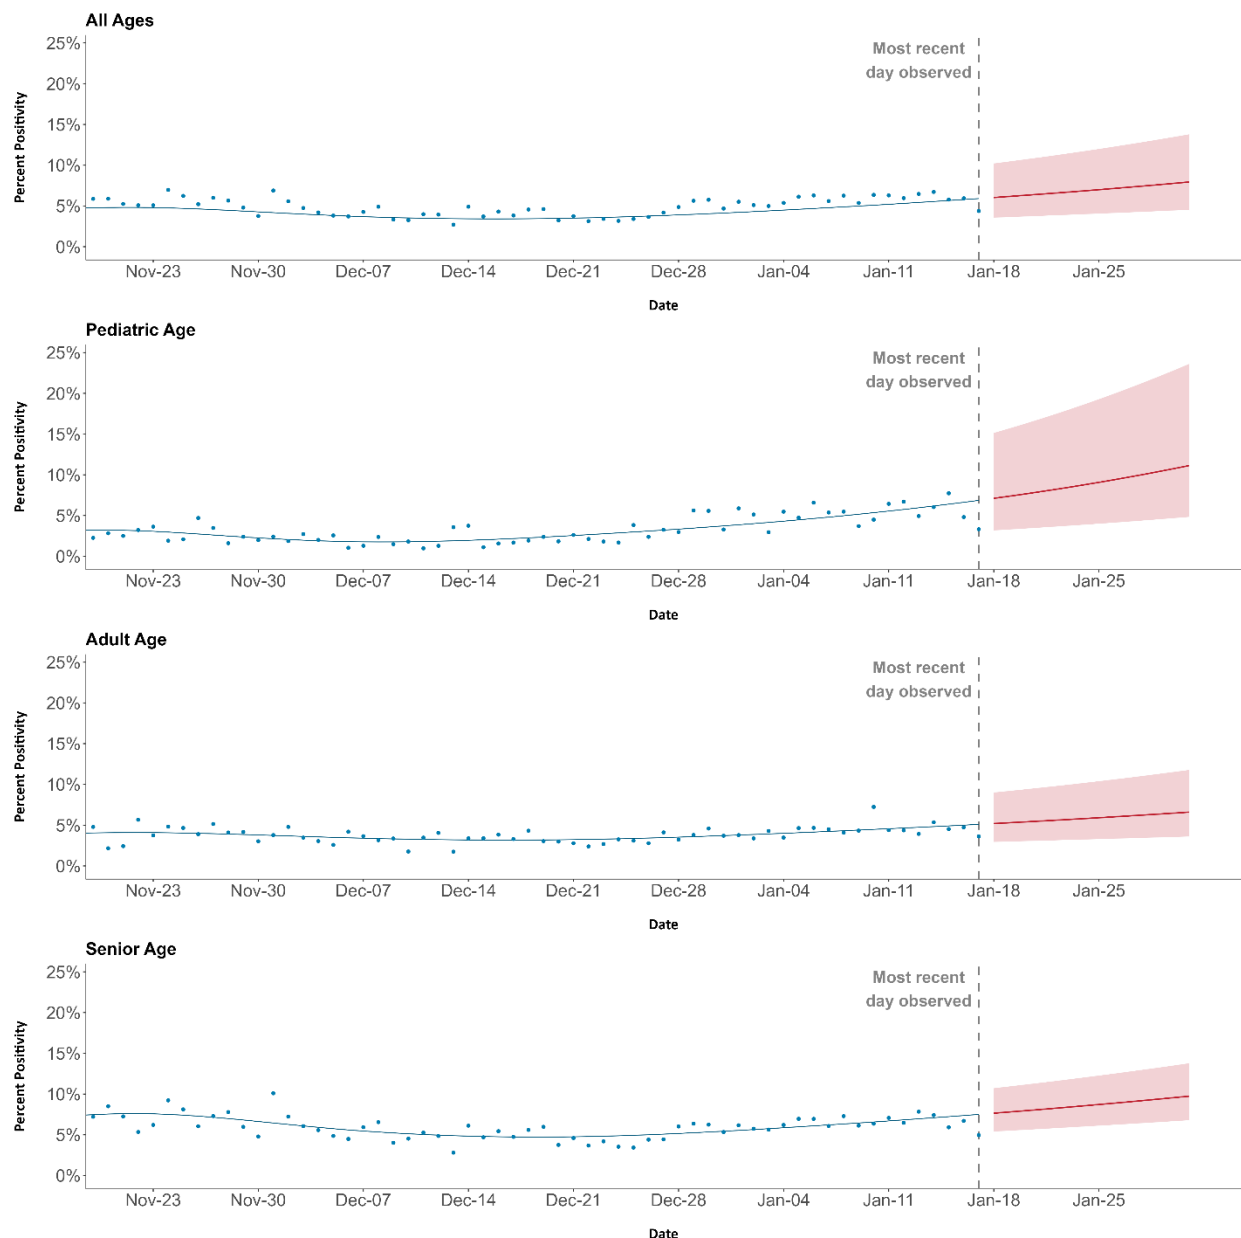 All Ages
Most recent
day observed
25%
20%
15%
10%
5%
0%
Percent Positivity
Nov-23 Nov-30 Dec-07 Dec-14 Dec-21 Dec-28 Jan-04 Jan-11 Jan-18 Jan-25
Date
Pediatric Age
Most recent
day observed
25%
20%
15%
10%
5%
0%
Percent Positivity
Nov-23 Nov-30 Dec-07 Dec-14 Dec-21 Dec-28 Jan-04 Jan-11 Jan-18 Jan-25
Date
Adult Age
Most recent
day observed
25%
20%
15%
10%
5%
0%
Percent Positivity
Nov-23 Nov-30 Dec-07 Dec-14 Dec-21 Dec-28 Jan-04 Jan-11 Jan-18 Jan-25
Date
Senior Age
Most recent
day observed
25%
20%
15%
10%
5%
0%
Percent Positivity
Nov-23 Nov-30 Dec-07 Dec-14 Dec-21 Dec-28 Jan-04 Jan-11 Jan-18 Jan-25
Date